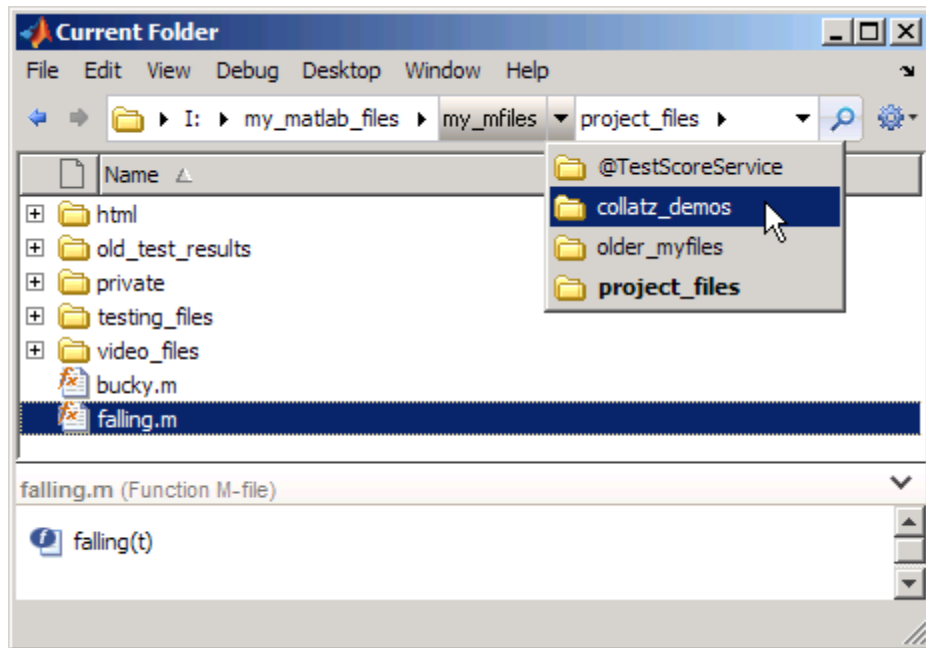 Current Folder
File Edit View Debug Desktop Window Help
I: my_matlab_files my_mfiles project_files
Name
@TestScoreService
html
collatz_demos
old_test_results
older_myfiles
private
project_files
testing_files
video_files
bucky.m
falling.m
falling.m (Function M-file)
falling(t)